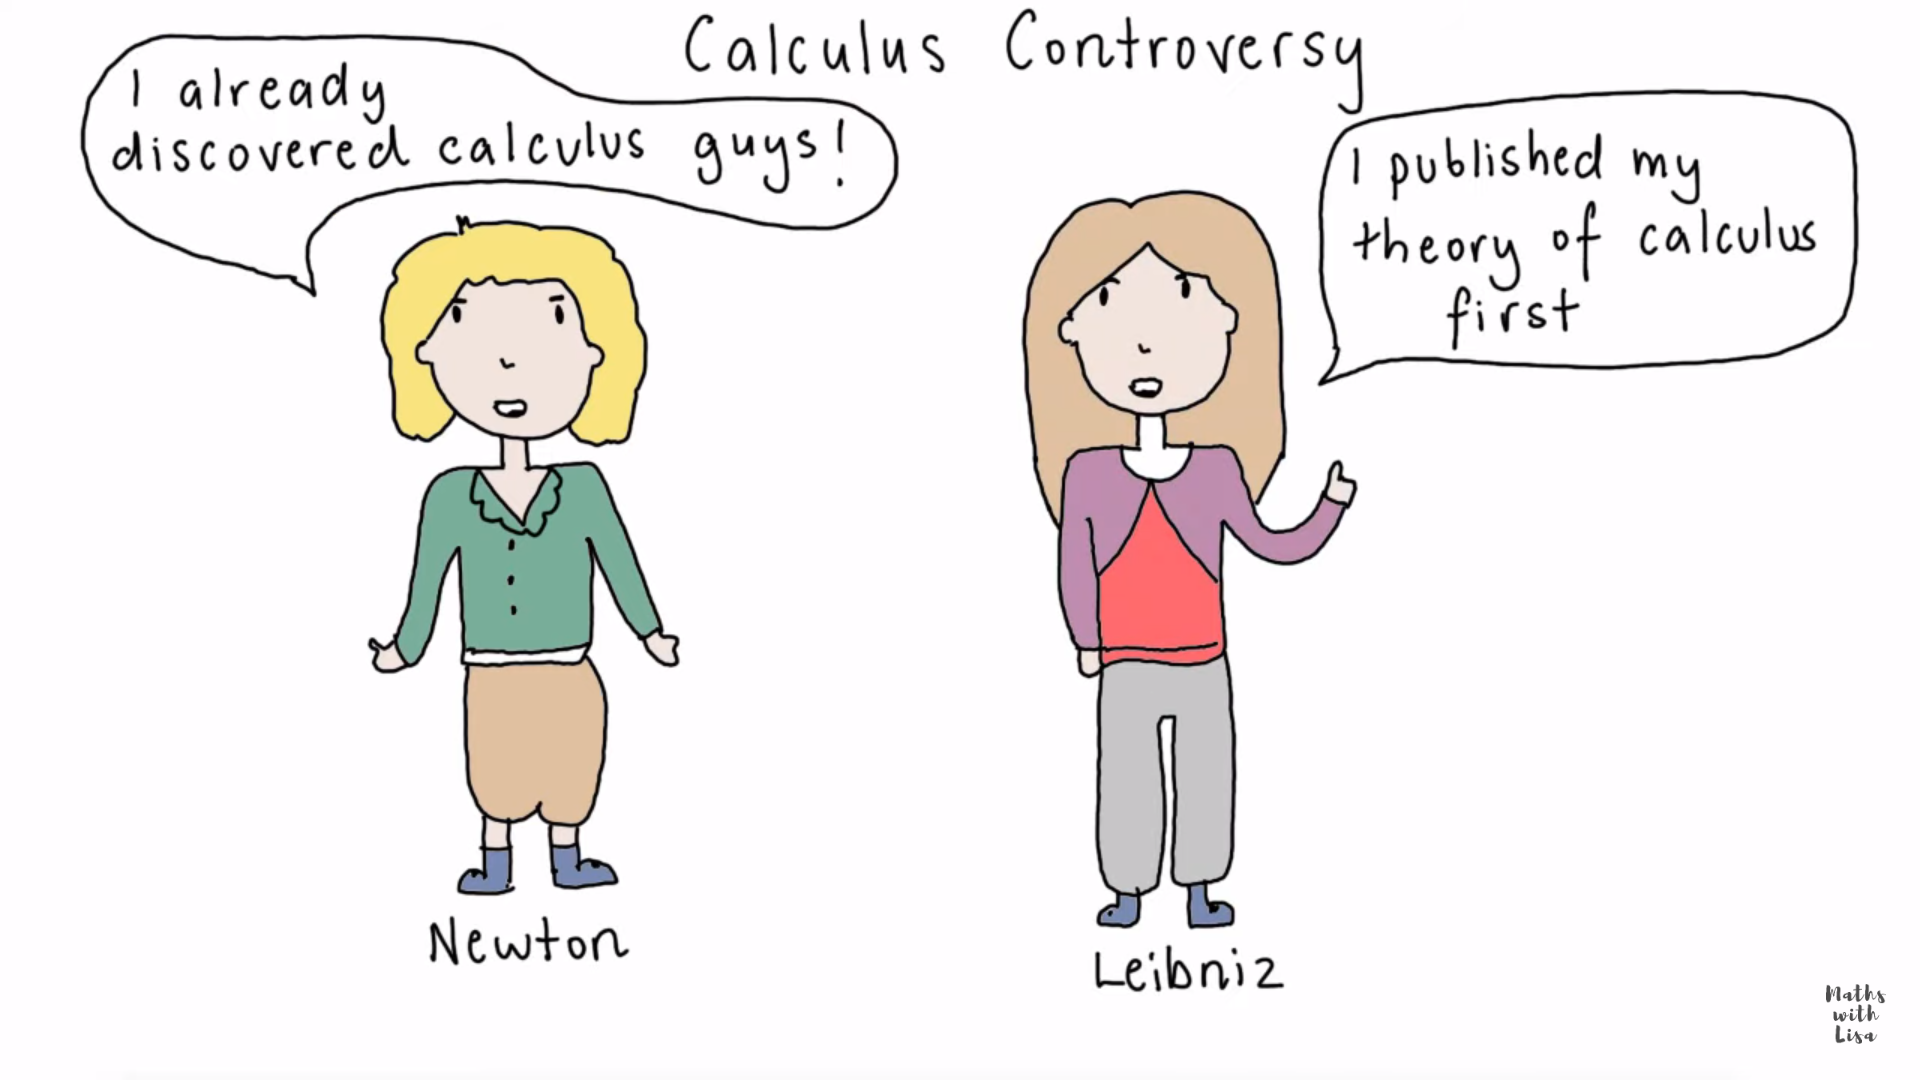 Calculus Controversy
I already
discovered calculus guys!
I published my
theory of calculus
first
Newton
Leibniz
Maths
with
Lisa